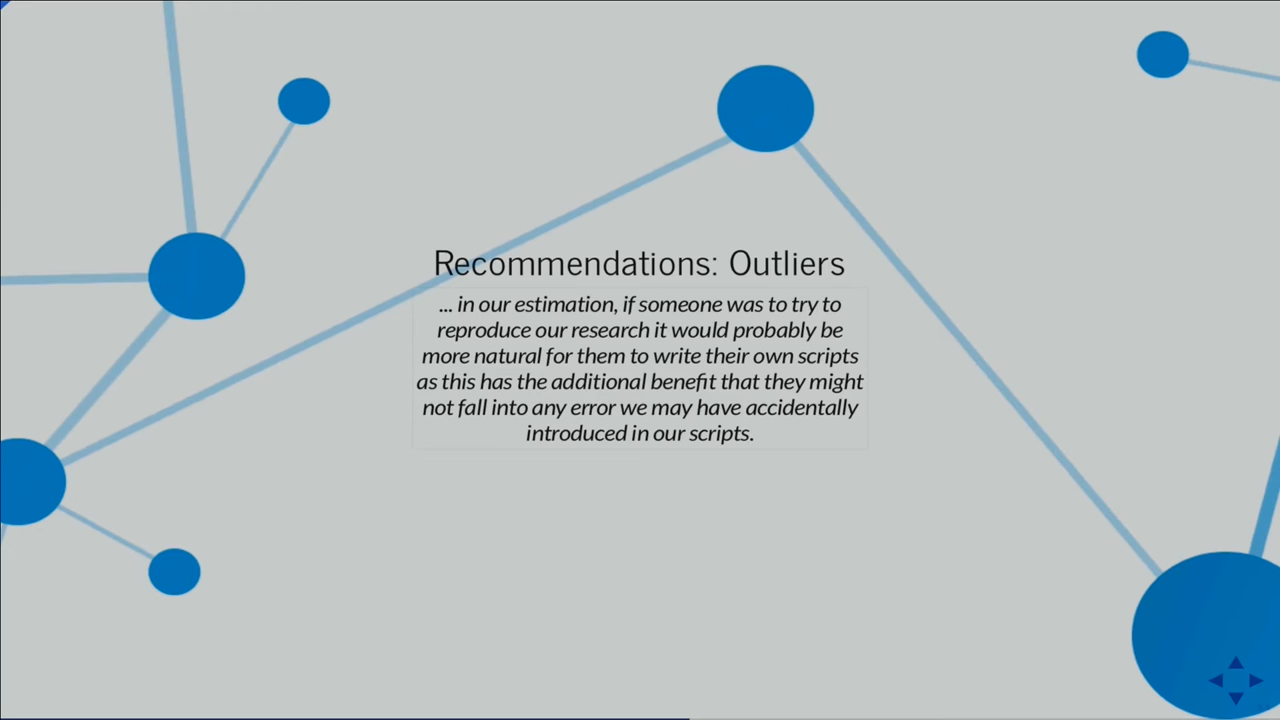 Recommendations: Outliers
... in our estimation, if someone was to try to
reproduce our research it would probably be
more natural for them to write their own scripts
as this has the additional benefit that they might
not fall into any error we may have accidentally
introduced in our scripts.